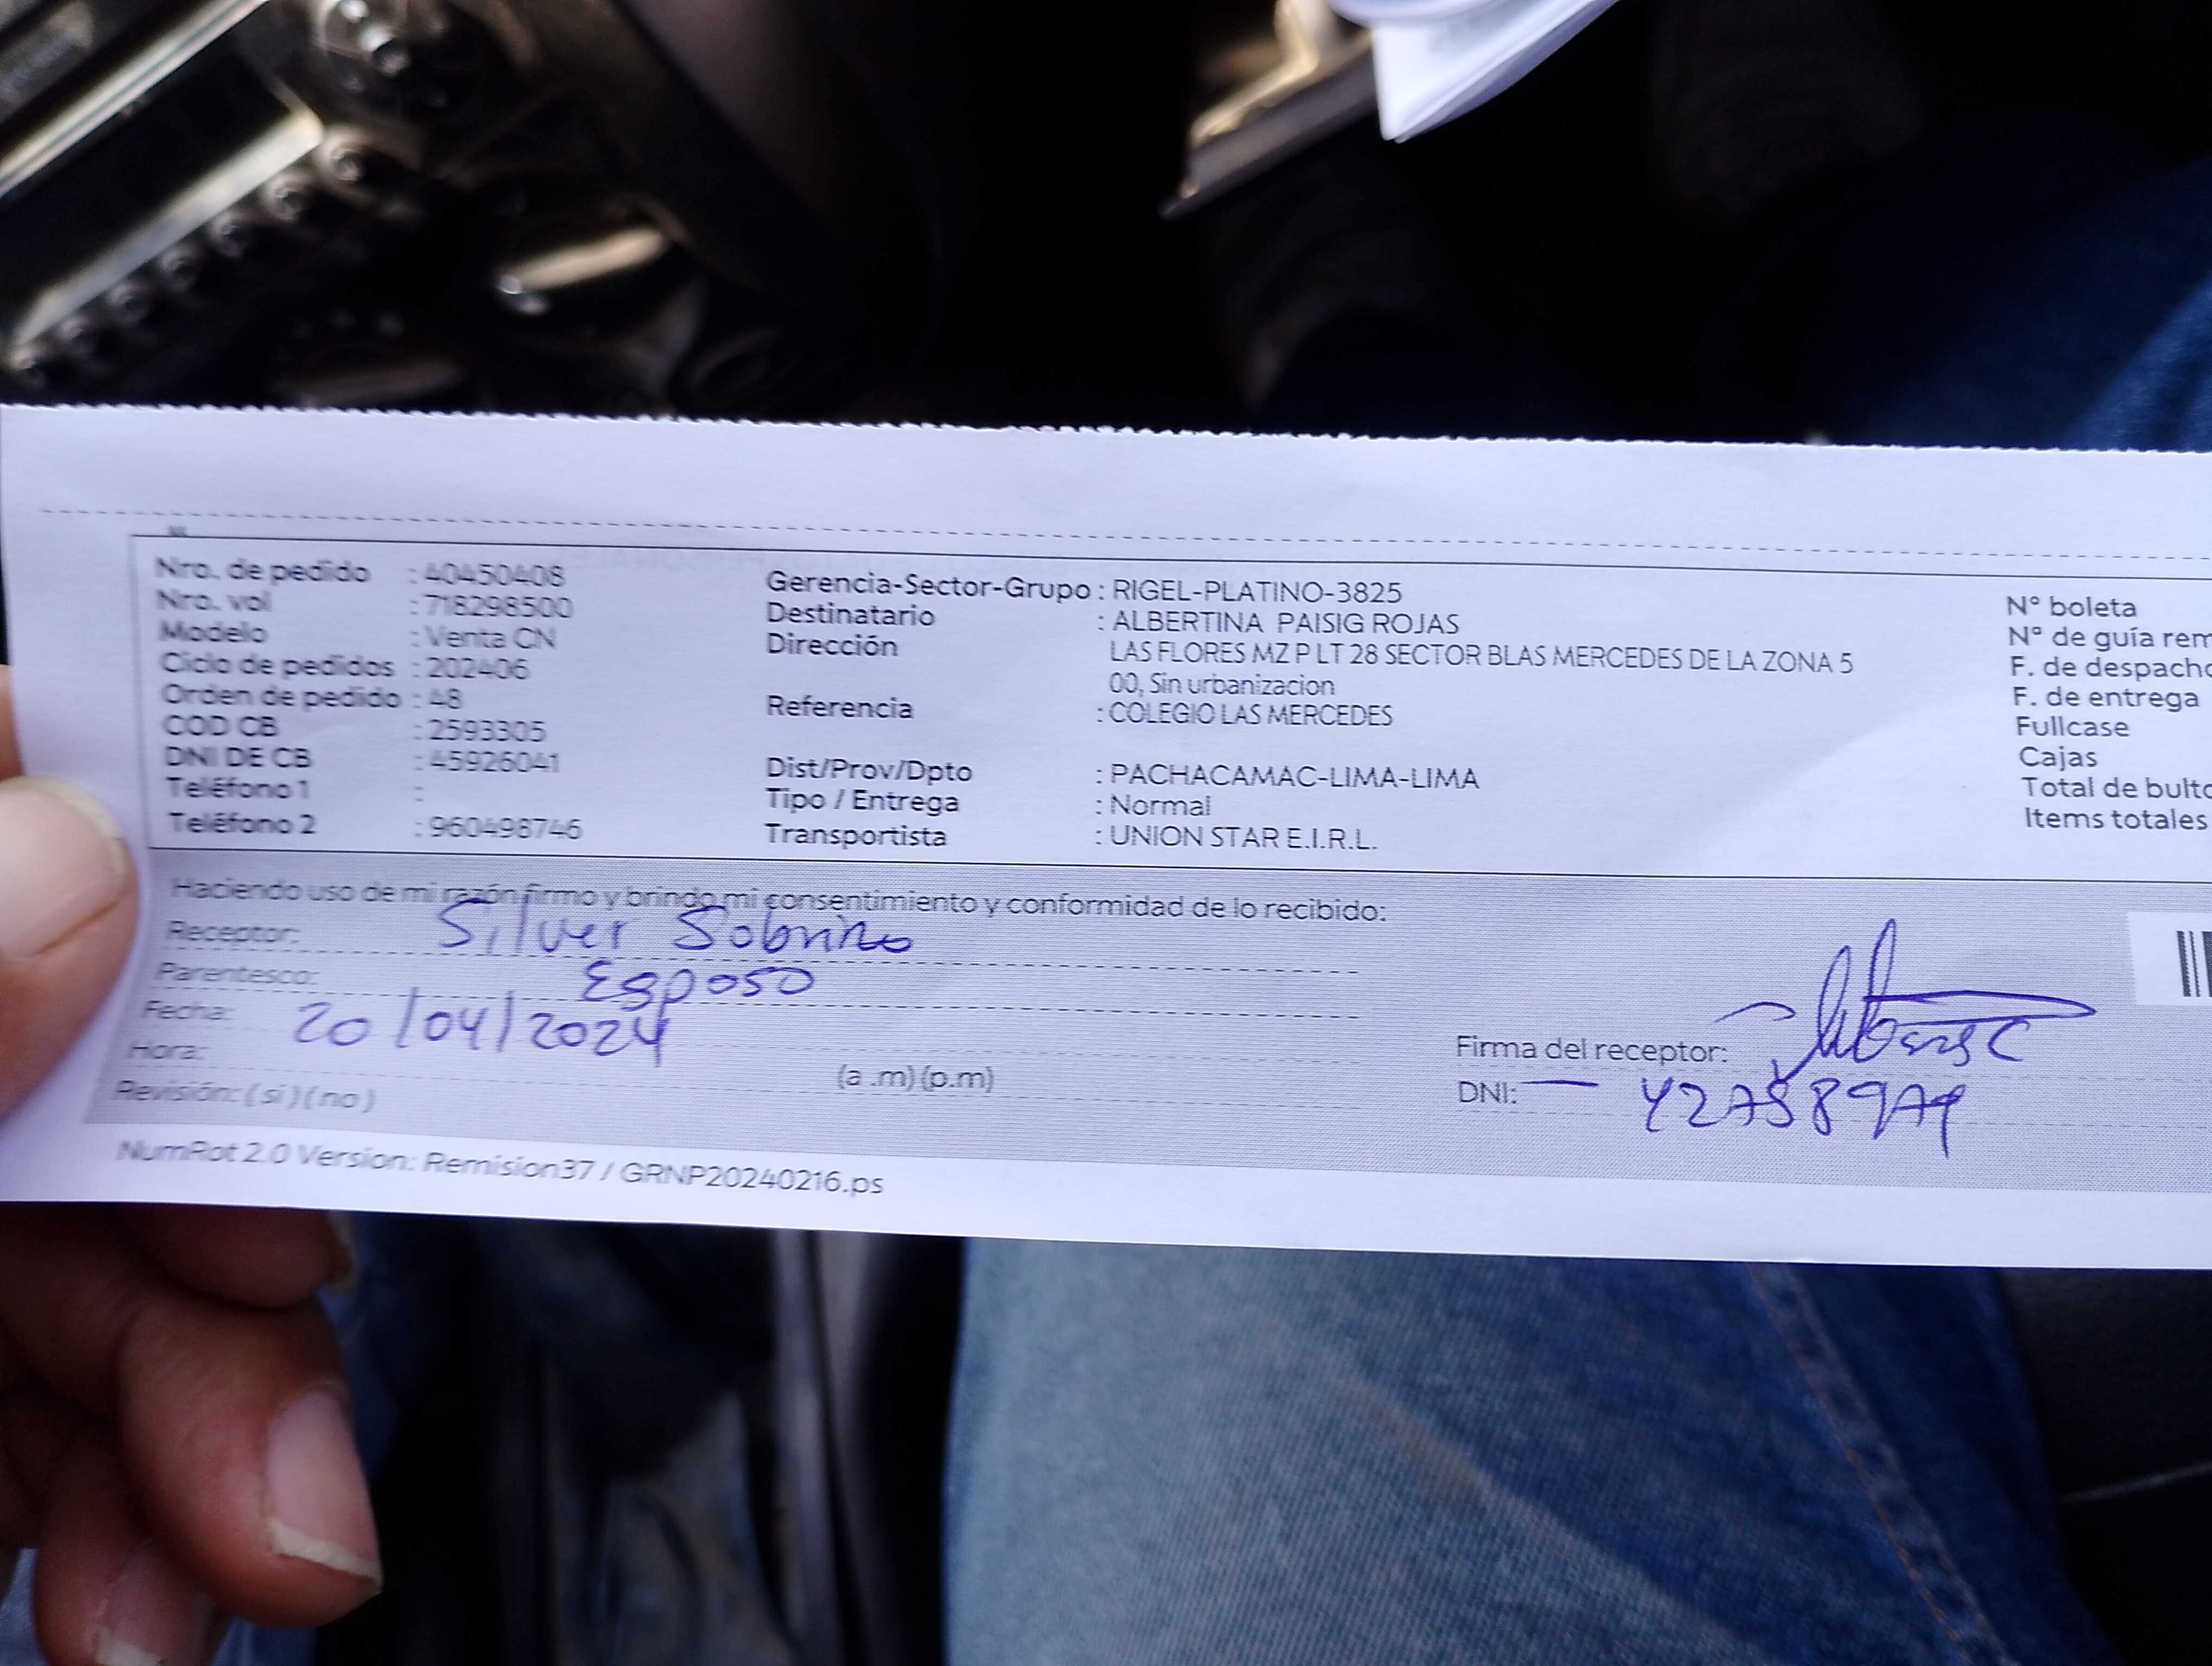 Nro. de pedido : 40450408
Nro. vol : 718298500
Modelo : Venta CN
Ciclo de pedidos : 202406
Orden de pedido : 48
COD CB : 2593305
DNI DE CB : 45926041
Teléfono 1 :
Teléfono 2 : 960498746
Gerencia-Sector-Grupo : RIGEL-PLATINO-3825
Destinatario : ALBERTINA PAISIG ROJAS
Dirección LAS FLORES MZ P LT 28 SECTOR BLAS MERCEDES DE LA ZONA 5
00, Sin urbanizacion
Referencia : COLEGIO LAS MERCEDES
Dist/Prov/Dpto : PACHACAMAC-LIMA-LIMA
Tipo / Entrega : Normal
Transportista : UNION STAR E.I.R.L.
N° boleta
N° de guía rem
F. de despacho
F. de entrega
Fullcase
Cajas
Total de bulto
Items totales
Haciendo uso de mi razón firmo y brindo mi consentimiento y conformidad de lo recibido:
Receptor: Silver Sobrino
Parentesco: Esposo
Fecha: 20/04/2024
Hora: (a .m) (p.m)
Revisión: ( si ) ( no )
Firma del receptor:
DNI:
NumRot 2.0 Version: Remision37 / GRNP20240216.ps